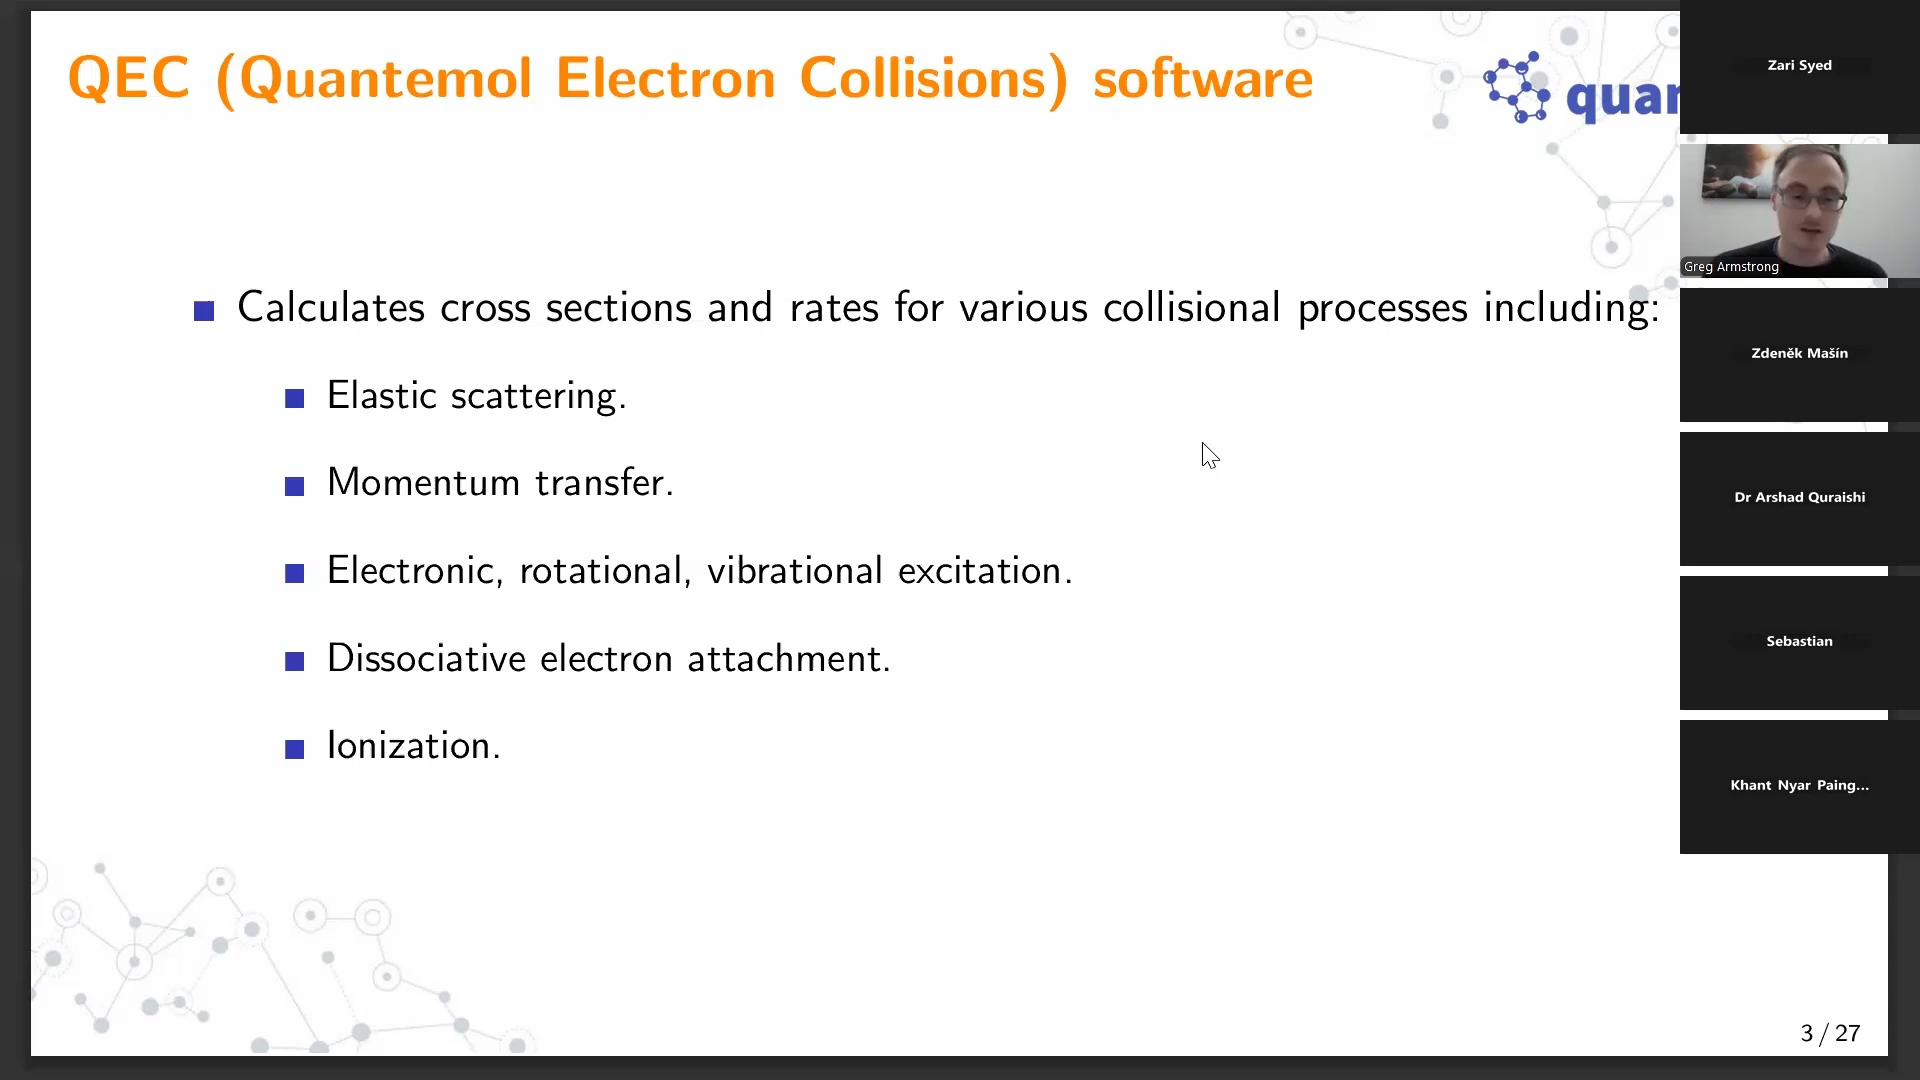 QEC (Quantemol Electron Collisions) software
quan
Calculates cross sections and rates for various collisional processes including:
Elastic scattering.
Momentum transfer.
Electronic, rotational, vibrational excitation.
Dissociative electron attachment.
Ionization.
3 / 27
Zari Syed
Greg Armstrong
Zdeněk Mašín
Dr Arshad Quraishi
Sebastian
Khant Nyar Paing...